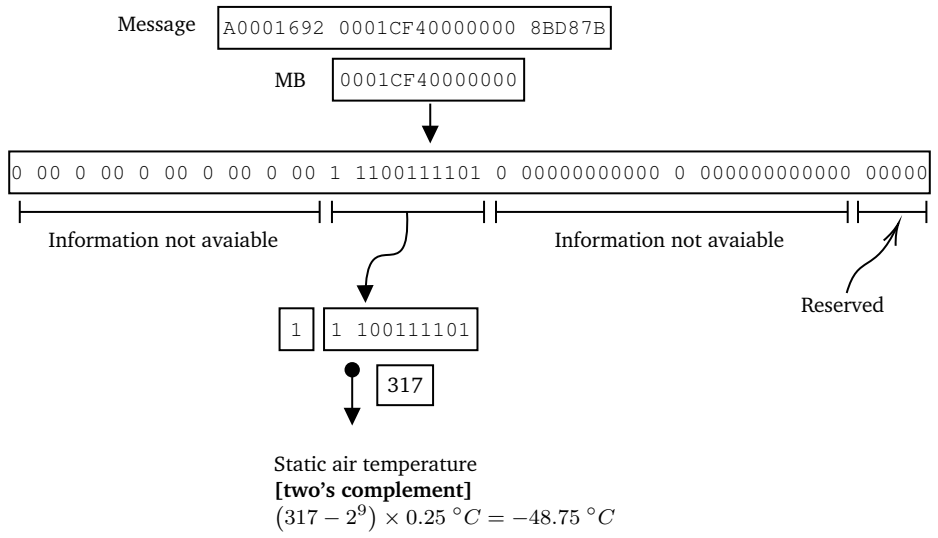 Message A0001692 0001CF40000000 8BD87B
MB 0001CF40000000
0 00 0 00 0 00 0 00 0 00 1 1100111101 0 00000000000 0 000000000000 00000
Information not avaiable Information not avaiable
Reserved
1 1 100111101
317
Static air temperature
[two's complement]
(317 − 2⁹) × 0.25 °C = −48.75 °C